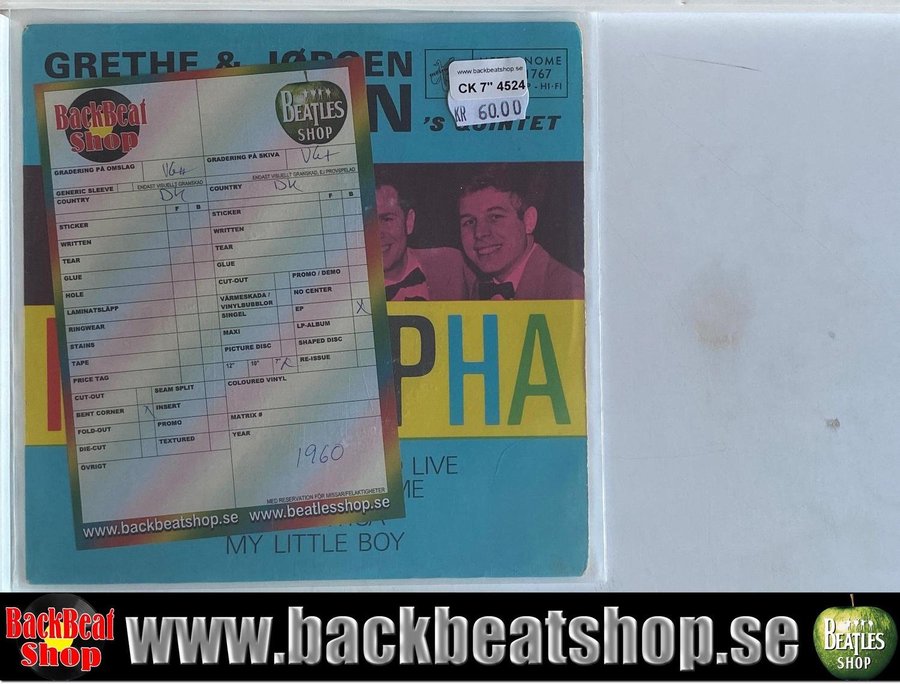 GRETHE & JØRGEN
NOME
767
P - HI-FI
N 'S QUINTET
www.backbeatshop.se
CK 7" 4524
KR 60.00
BackBeat
Shop
BEATLES
SHOP
GRADERING PÅ OMSLAG
GRADERING PÅ SKIVA VG+
ENDAST VISUELLT GRANSKAD
ENDAST VISUELLT GRANSKAD, EJ PROVSPELAD
GENERIC SLEEVE
COUNTRY DK
F B
STICKER
WRITTEN
TEAR
GLUE
HOLE
LAMINATSLÄPP
RINGWEAR
STAINS
TAPE
PRICE TAG
CUT-OUT SEAM SPLIT
BENT CORNER X INSERT
FOLD-OUT PROMO
DIE-CUT TEXTURED
ÖVRIGT
COUNTRY DK
F B
STICKER
WRITTEN
TEAR
GLUE
CUT-OUT PROMO / DEMO
VÄRMESKADA / NO CENTER
VINYLBUBBLOR
SINGEL EP X
MAXI LP-ALBUM
PICTURE DISC SHAPED DISC
12" 10" 7" RE-ISSUE
COLOURED VINYL
MATRIX #
YEAR
1960
MED RESERVATION FÖR MISSAR/FELAKTIGHETER
www.backbeatshop.se www.beatlesshop.se
PHA
LIVE
ME
MY LITTLE BOY
BackBeat
Shop
www.backbeatshop.se
BEATLES
SHOP